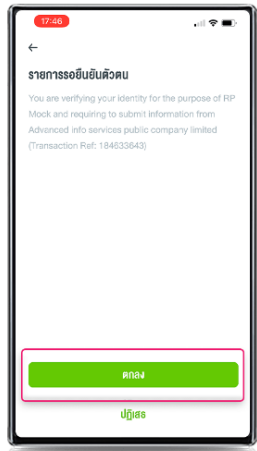 17:46
รายการรอยืนยันตัวตน
You are verifying your identity for the purpose of RP
Mock and requiring to submit information from
Advanced info services public company limited
(Transaction Ref: 184633643)
ตกลง
ปฏิเสธ